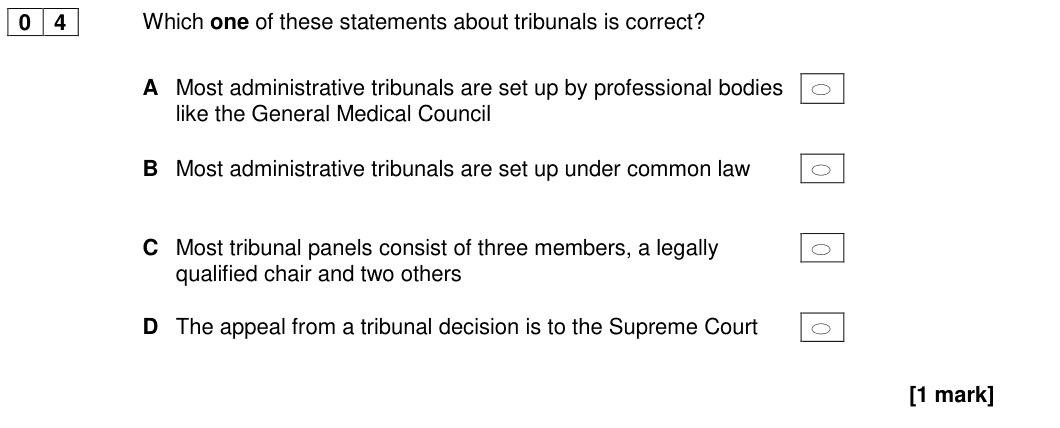 0 4 Which one of these statements about tribunals is correct?
A Most administrative tribunals are set up by professional bodies
like the General Medical Council
B Most administrative tribunals are set up under common law
C Most tribunal panels consist of three members, a legally
qualified chair and two others
D The appeal from a tribunal decision is to the Supreme Court
[1 mark]